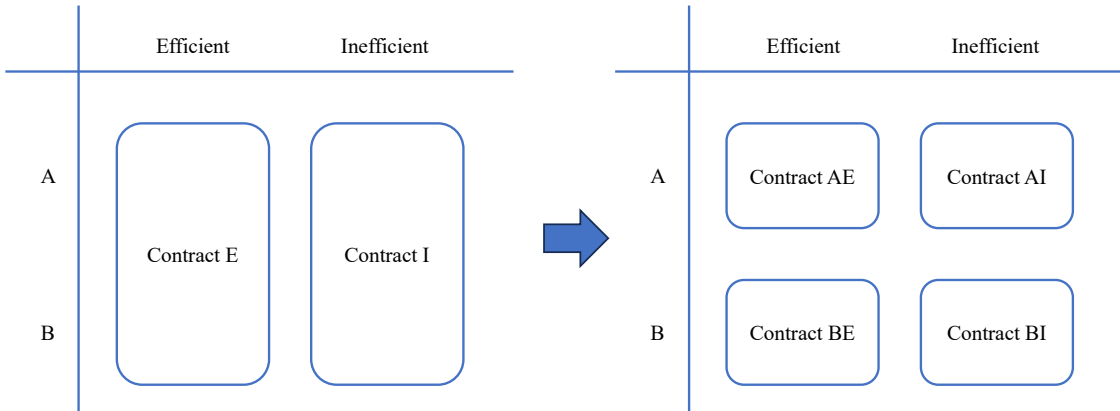 Efficient Inefficient
A
Contract E Contract I
B
Efficient Inefficient
A Contract AE Contract AI
B Contract BE Contract BI